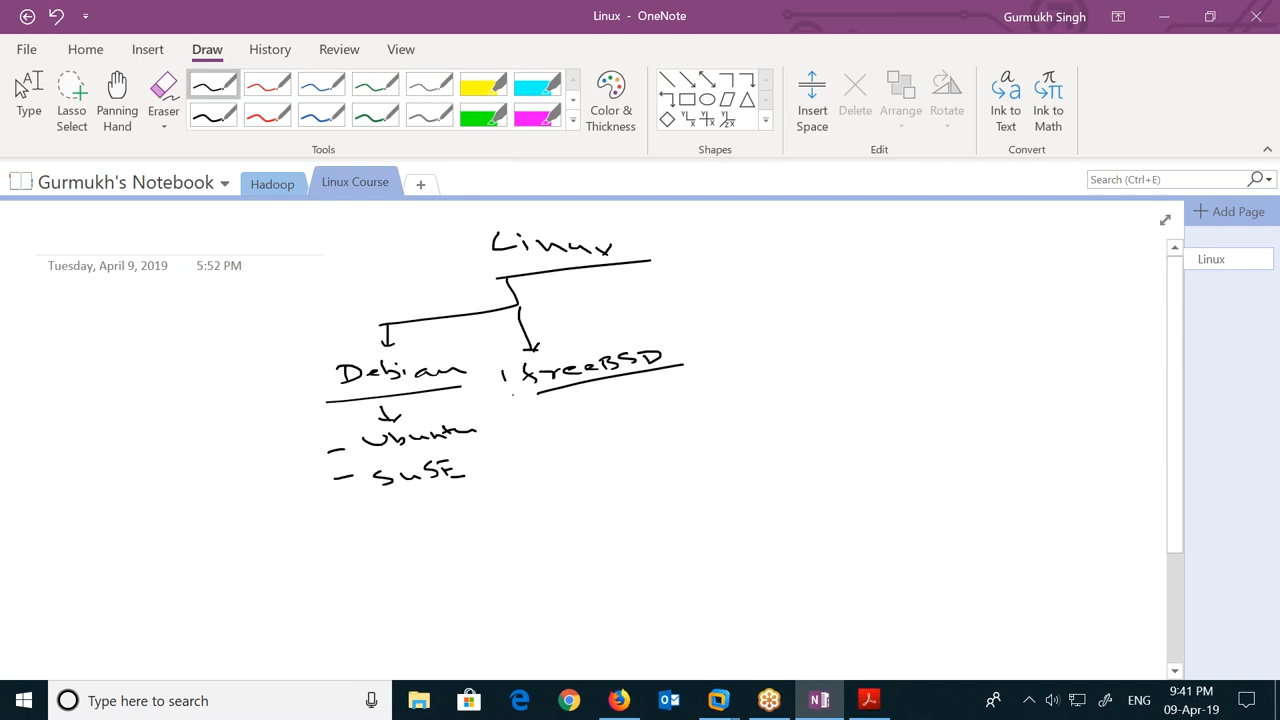 Linux - OneNote
Gurmukh Singh
File Home Insert Draw History Review View
Type
Lasso Select
Panning Hand
Eraser
Color & Thickness
Insert Space
Delete
Arrange
Rotate
Ink to Text
Ink to Math
Tools
Shapes
Edit
Convert
Gurmukh's Notebook
Hadoop
Linux Course
Search (Ctrl+E)
Add Page
Linux
Tuesday, April 9, 2019 5:52 PM
Linux
Debian
freeBSD
- Ubuntu
- SuSE
Type here to search
ENG
9:41 PM
09-Apr-19